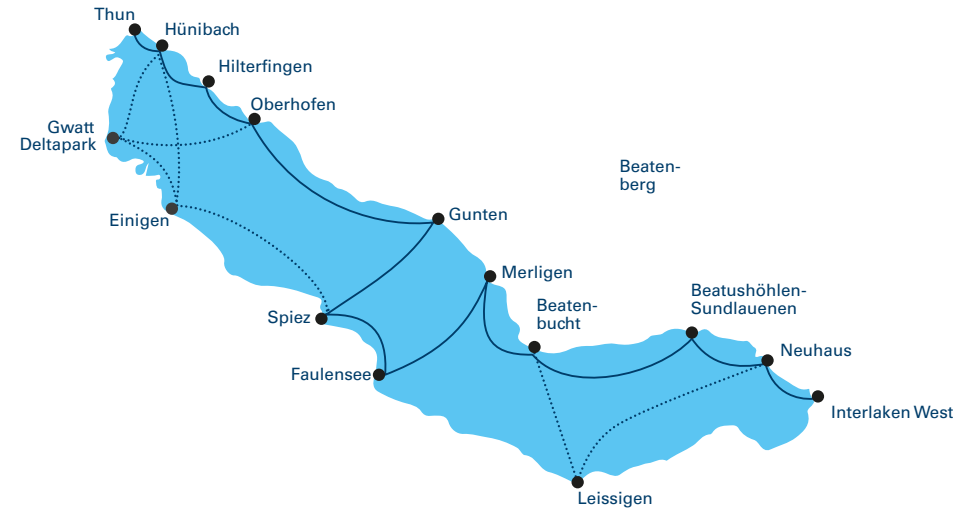 Thun
Hünibach
Hilterfingen
Oberhofen
Gwatt
Deltapark
Beaten-
berg
Einigen
Gunten
Merligen
Beatushöhlen-
Sundlauenen
Beaten-
bucht
Spiez
Neuhaus
Faulensee
Interlaken West
Leissigen